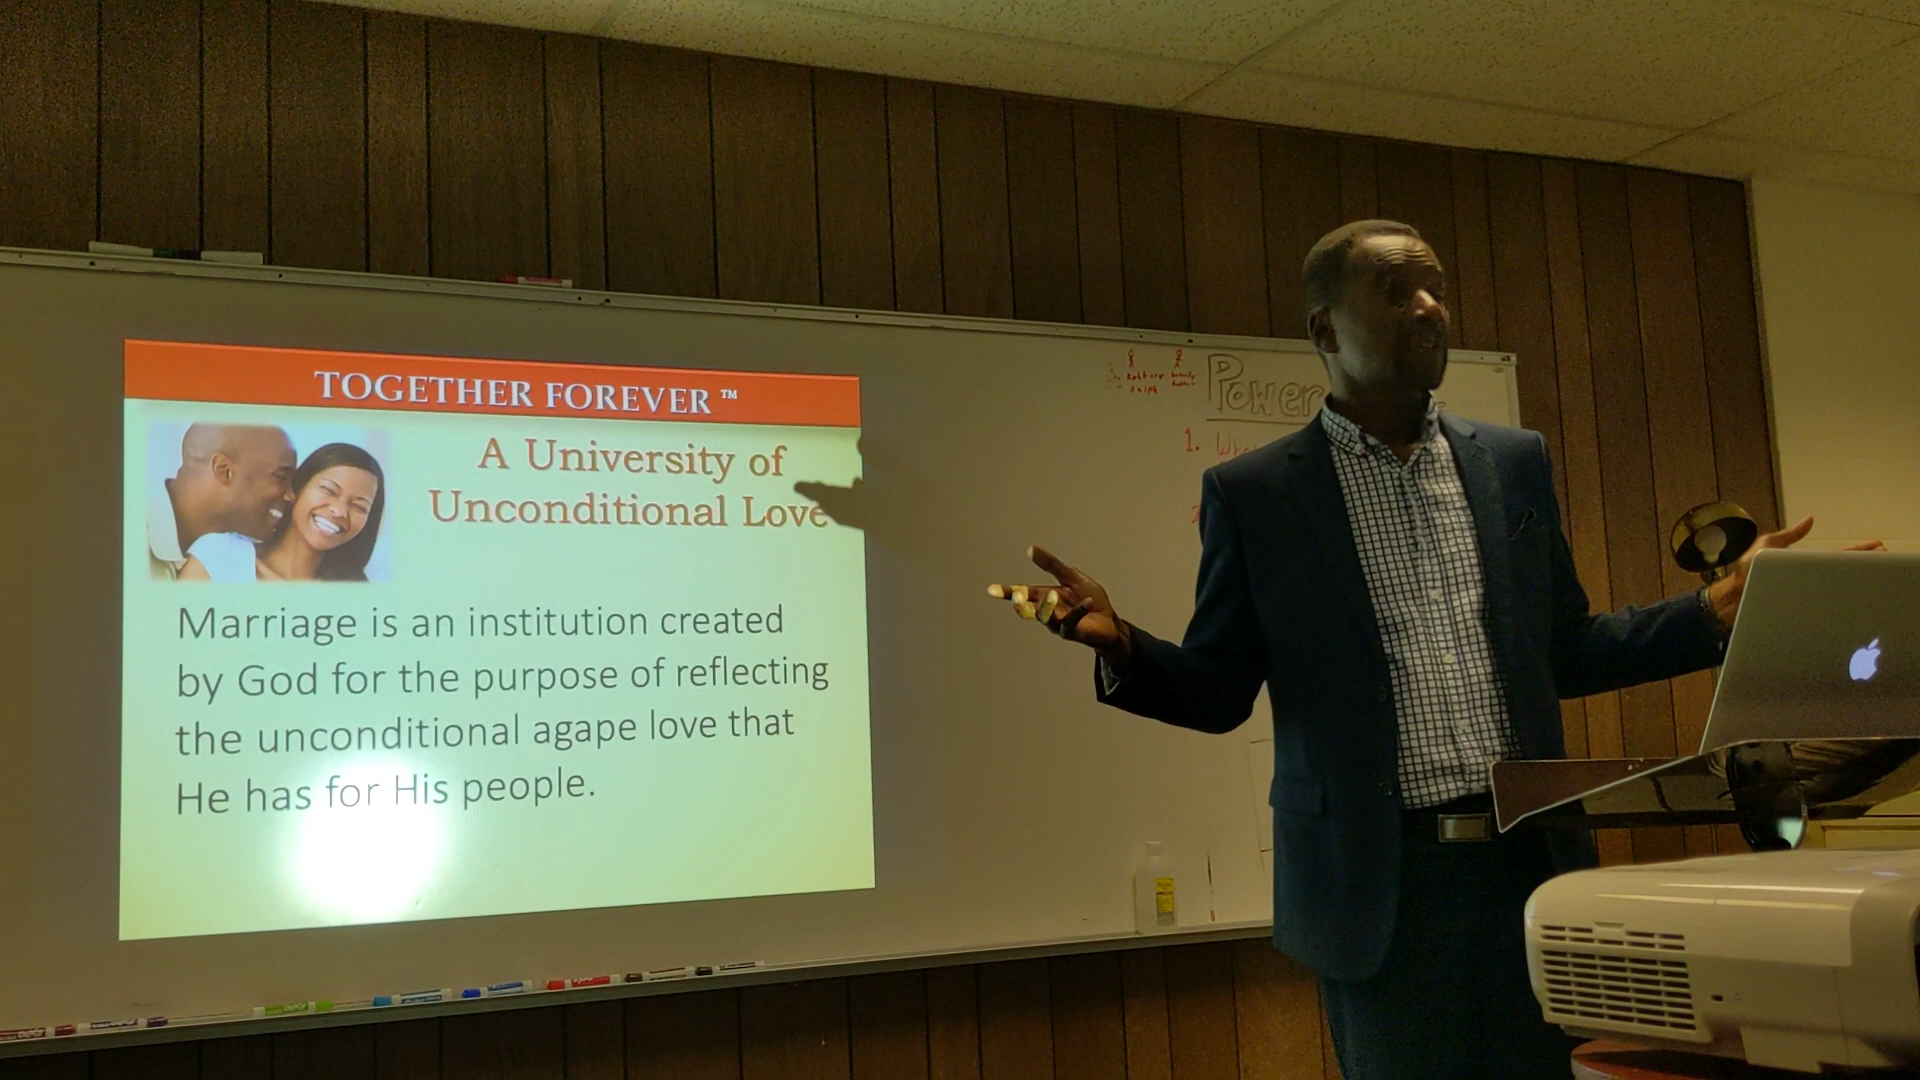 TOGETHER FOREVER ™
A University of
Unconditional Love
Marriage is an institution created
by God for the purpose of reflecting
the unconditional agape love that
He has for His people.
Power
1.